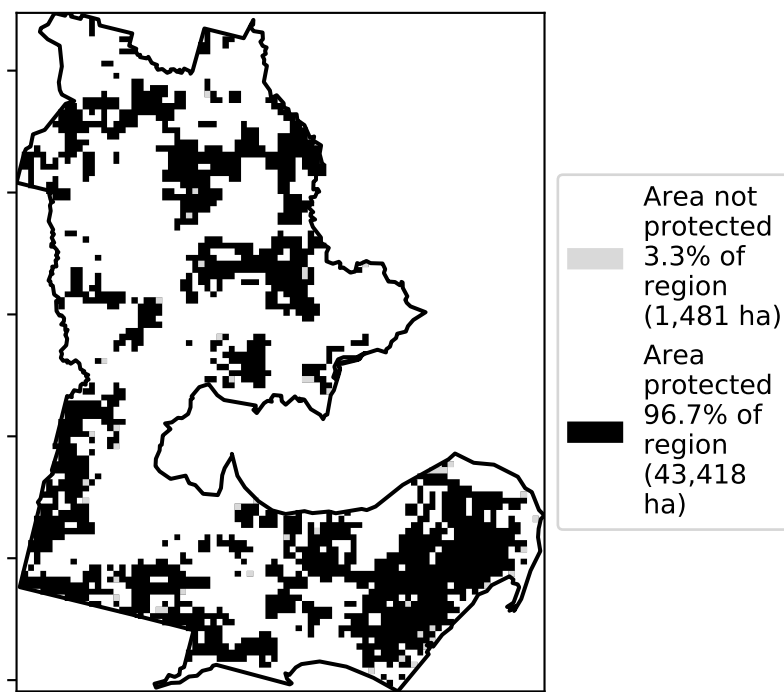 Area not
protected
3.3% of
region
(1,481 ha)
Area
protected
96.7% of
region
(43,418
ha)